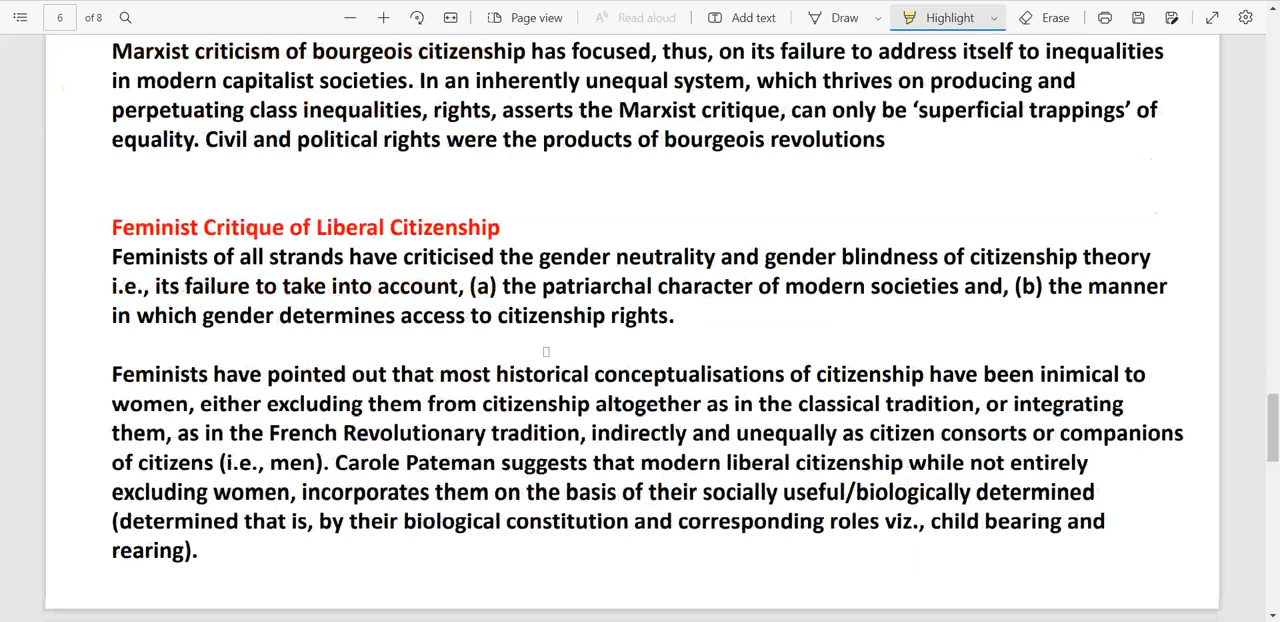 6 of 8 Page view Read aloud Add text Draw Highlight Erase
Marxist criticism of bourgeois citizenship has focused, thus, on its failure to address itself to inequalities
in modern capitalist societies. In an inherently unequal system, which thrives on producing and
perpetuating class inequalities, rights, asserts the Marxist critique, can only be ‘superficial trappings’ of
equality. Civil and political rights were the products of bourgeois revolutions
Feminist Critique of Liberal Citizenship
Feminists of all strands have criticised the gender neutrality and gender blindness of citizenship theory
i.e., its failure to take into account, (a) the patriarchal character of modern societies and, (b) the manner
in which gender determines access to citizenship rights.
Feminists have pointed out that most historical conceptualisations of citizenship have been inimical to
women, either excluding them from citizenship altogether as in the classical tradition, or integrating
them, as in the French Revolutionary tradition, indirectly and unequally as citizen consorts or companions
of citizens (i.e., men). Carole Pateman suggests that modern liberal citizenship while not entirely
excluding women, incorporates them on the basis of their socially useful/biologically determined
(determined that is, by their biological constitution and corresponding roles viz., child bearing and
rearing).